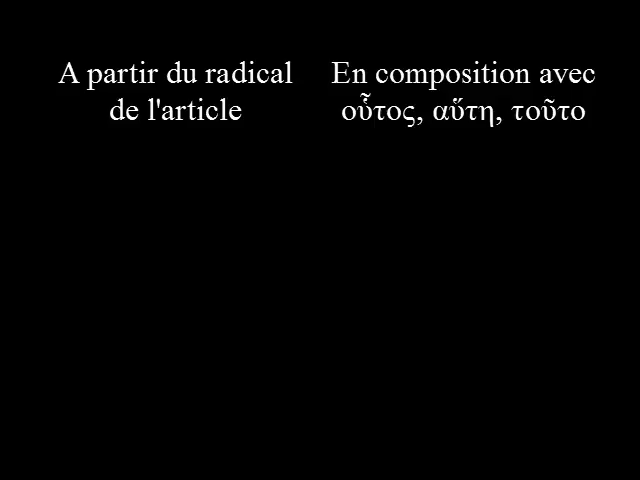 A partir du radical
de l'article
En composition avec
οὗτος, αὕτη, τοῦτο